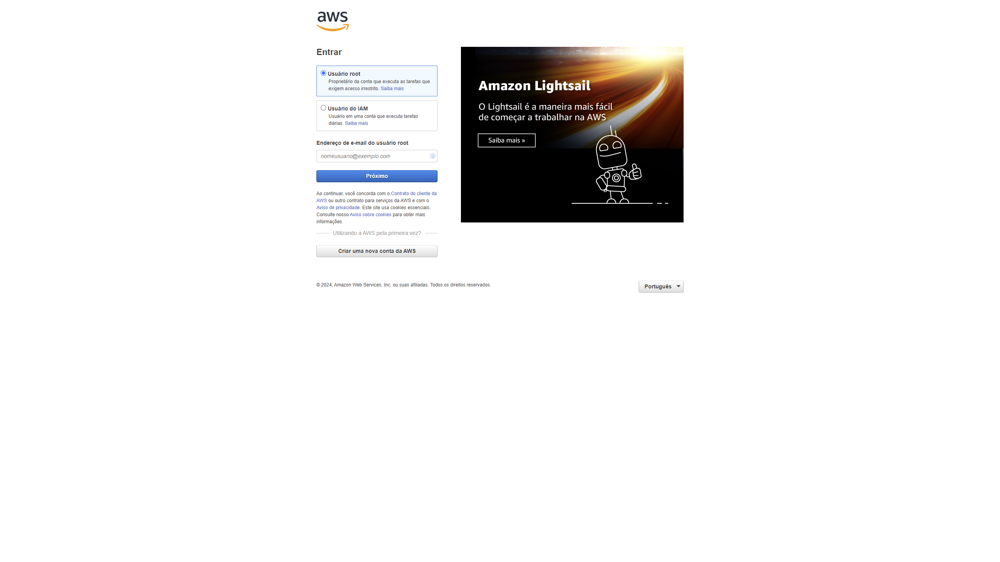 aws
Entrar
Usuário root
Proprietário da conta que executa as tarefas que
exigem acesso irrestrito. Saiba mais
Usuário do IAM
Usuário em uma conta que executa tarefas
diárias. Saiba mais
Endereço de e-mail do usuário root
nomeusuario@exemplo.com
Próximo
Ao continuar, você concorda com o Contrato do cliente da
AWS ou outro contrato para serviços da AWS e com o
Aviso de privacidade. Este site usa cookies essenciais.
Consulte nosso Aviso sobre cookies para obter mais
informações.
Utilizando a AWS pela primeira vez?
Criar uma nova conta da AWS
Amazon Lightsail
O Lightsail é a maneira mais fácil
de começar a trabalhar na AWS
Saiba mais »
© 2024, Amazon Web Services, Inc. ou suas afiliadas. Todos os direitos reservados.
Português